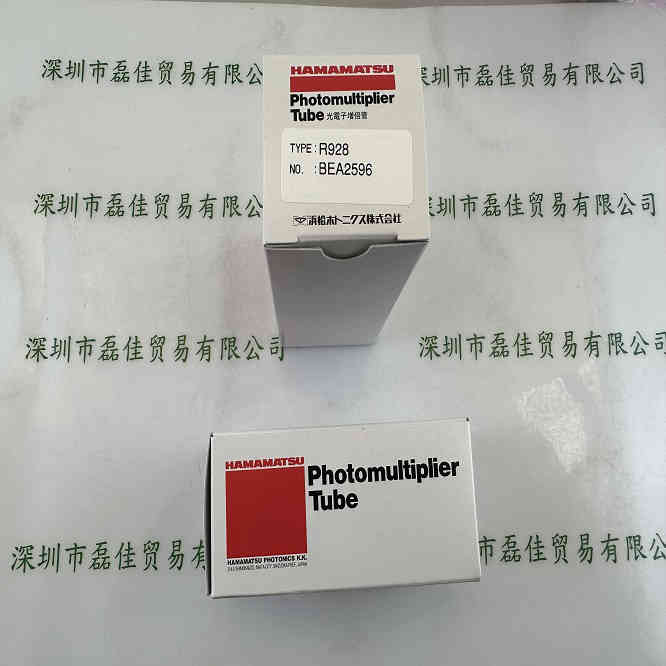 深圳市磊佳贸易有限公司
深圳市磊佳贸易有限公司
HAMAMATSU
Photomultiplier
Tube 光電子増倍管
TYPE : R928
NO. : BEA2596
浜松ホトニクス株式会社
深圳市磊佳贸易有限公司
圳市磊佳贸易有限公司
深圳市磊佳贸易有限公司
深圳市磊佳贸易有限公司
HAMAMATSU
Photomultiplier
Tube
HAMAMATSU PHOTONICS K.K.
深圳市磊佳贸易
有限公司